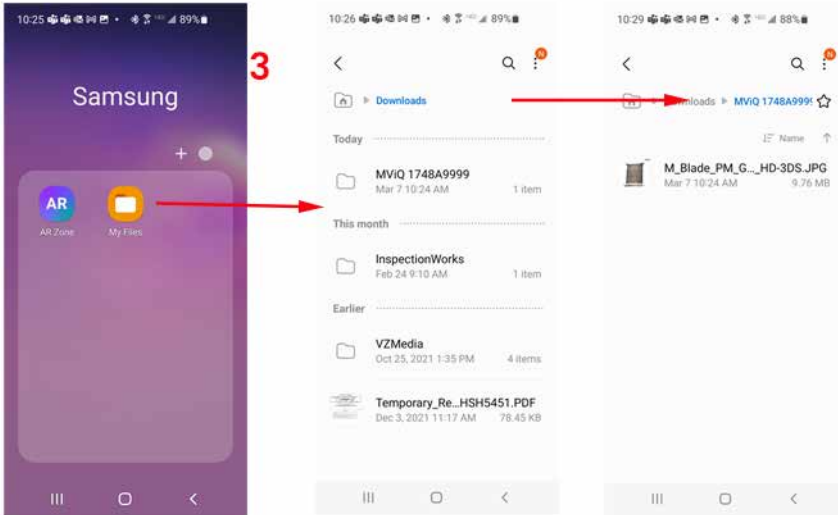 10:25
89%
3
Samsung
+
AR
AR Zone
My Files
10:26
89%
N
Downloads
Today
MViQ 1748A9999
Mar 7 10:24 AM
1 item
This month
InspectionWorks
Feb 24 9:10 AM
1 item
Earlier
VZMedia
Oct 25, 2021 1:35 PM
4 items
Temporary_Re...HSH5451.PDF
Dec 3, 2021 11:17 AM
78.45 KB
10:29
88%
N
MViQ 1748A999
Name
M_Blade_PM_G..._HD-3DS.JPG
Mar 7 10:24 AM
9.76 MB